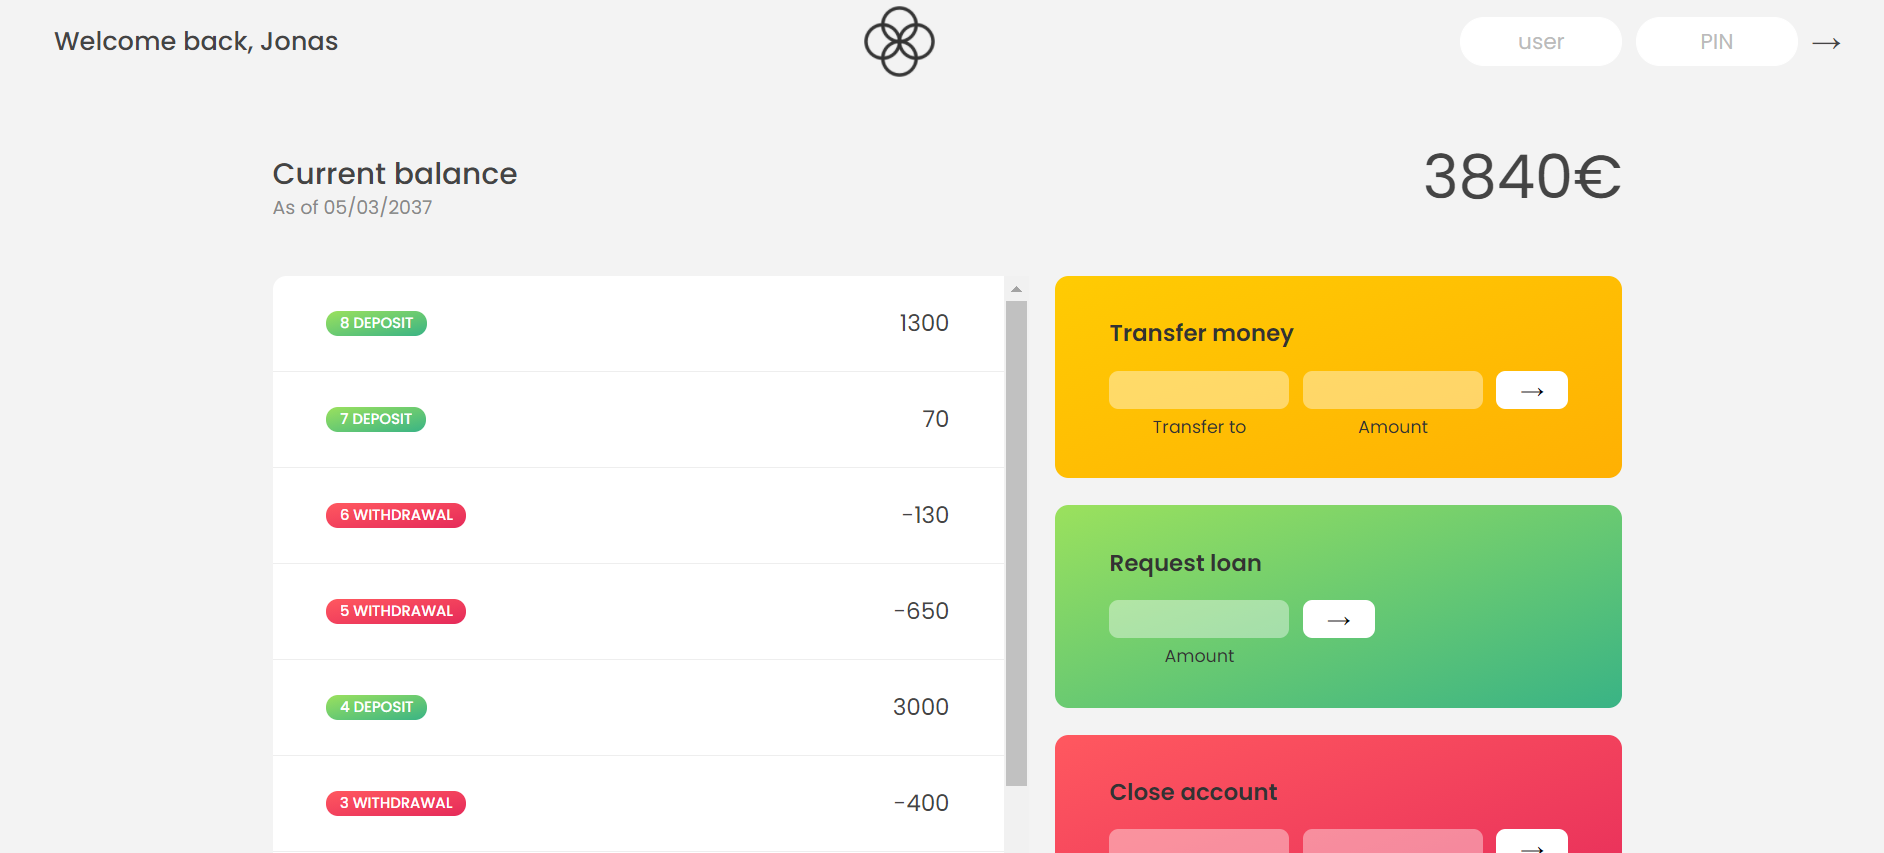 Welcome back, Jonas
user
PIN
→
Current balance
As of 05/03/2037
3840€
8 DEPOSIT 1300
7 DEPOSIT 70
6 WITHDRAWAL -130
5 WITHDRAWAL -650
4 DEPOSIT 3000
3 WITHDRAWAL -400
Transfer money
→
Transfer to Amount
Request loan
→
Amount
Close account
→